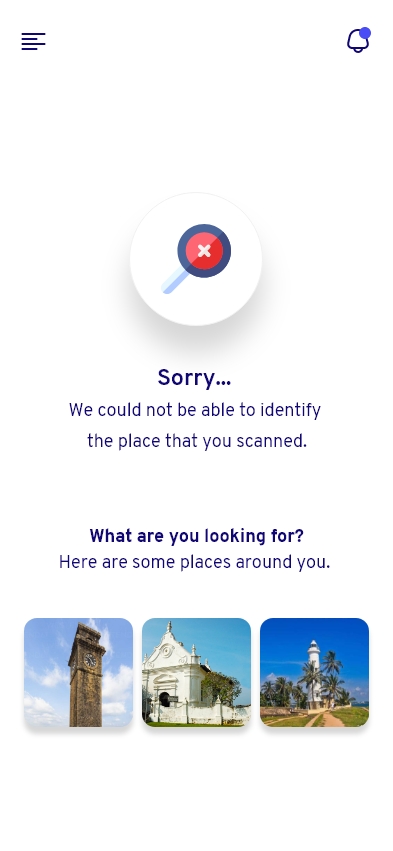 Sorry...
We could not be able to identify
the place that you scanned.
What are you looking for?
Here are some places around you.